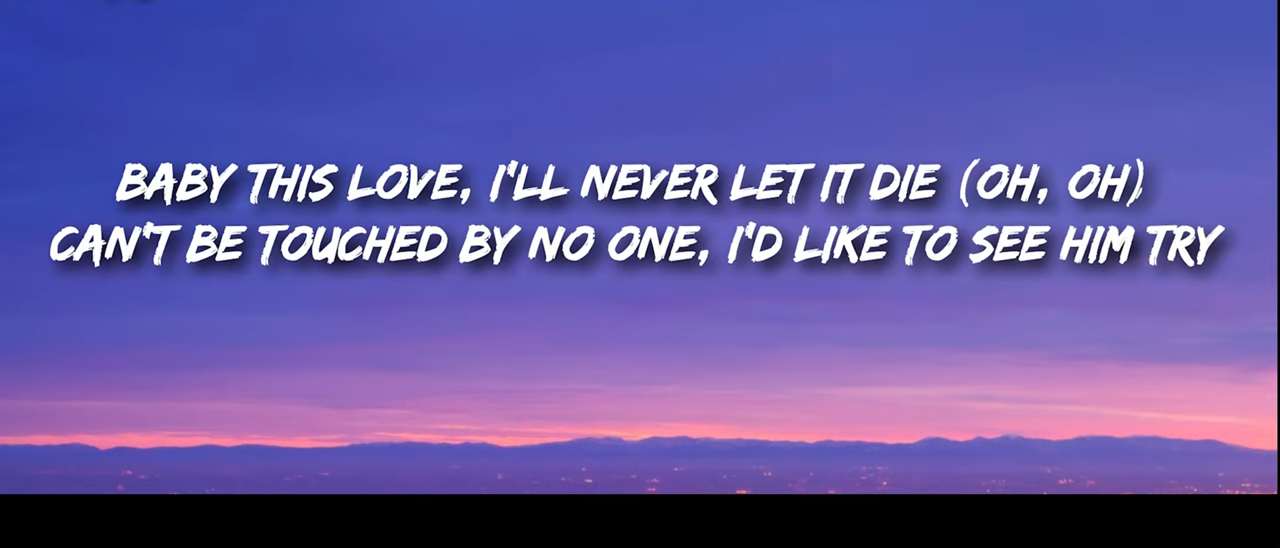 BABY THIS LOVE, I'LL NEVER LET IT DIE (OH, OH)
CAN'T BE TOUCHED BY NO ONE, I'D LIKE TO SEE HIM TRY